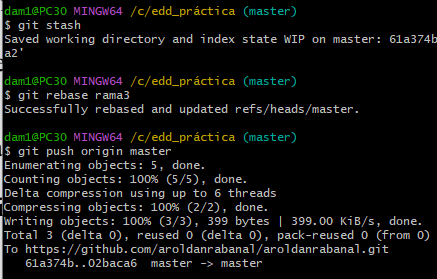 dam1@PC30 MINGW64 /c/edd_práctica (master)
$ git stash
Saved working directory and index state WIP on master: 61a374b
a2'
dam1@PC30 MINGW64 /c/edd_práctica (master)
$ git rebase rama3
Successfully rebased and updated refs/heads/master.
dam1@PC30 MINGW64 /c/edd_práctica (master)
$ git push origin master
Enumerating objects: 5, done.
Counting objects: 100% (5/5), done.
Delta compression using up to 6 threads
Compressing objects: 100% (2/2), done.
Writing objects: 100% (3/3), 399 bytes | 399.00 KiB/s, done.
Total 3 (delta 0), reused 0 (delta 0), pack-reused 0 (from 0)
To https://github.com/aroldanrabanal/aroldanrabanal.git
61a374b..02baca6 master -> master